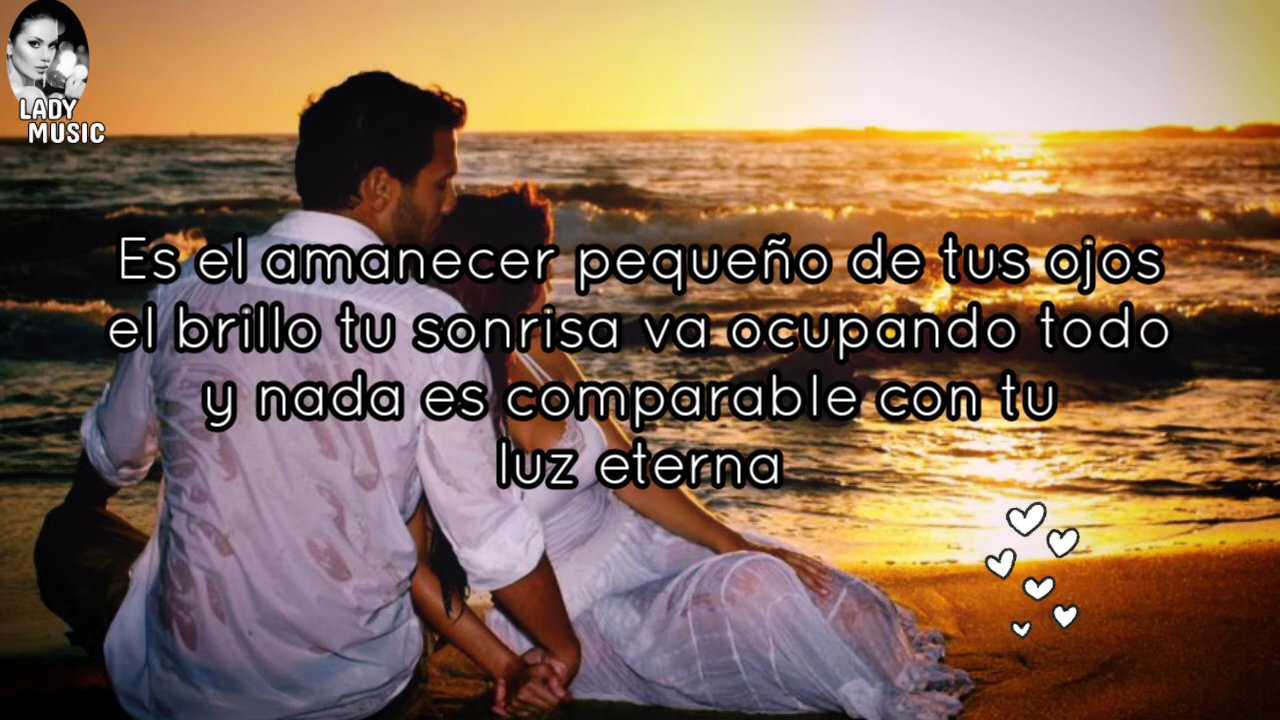 LADY
MUSIC
Es el amanecer pequeño de tus ojos
el brillo tu sonrisa va ocupando todo
y nada es comparable con tu
luz eterna